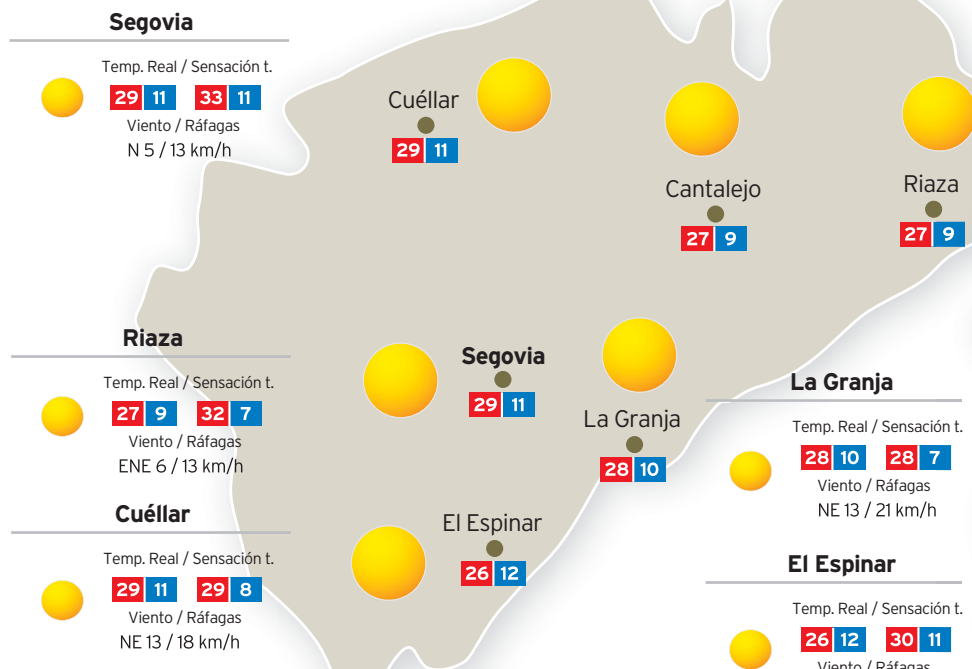 Segovia
Temp. Real / Sensación t.
29 11 33 11
Viento / Ráfagas
N 5 / 13 km/h
Riaza
Temp. Real / Sensación t.
27 9 32 7
Viento / Ráfagas
ENE 6 / 13 km/h
Cuéllar
Temp. Real / Sensación t.
29 11 29 8
Viento / Ráfagas
NE 13 / 18 km/h
Cuéllar
29 11
Cantalejo
27 9
Riaza
27 9
Segovia
29 11
La Granja
28 10
El Espinar
26 12
La Granja
Temp. Real / Sensación t.
28 10 28 7
Viento / Ráfagas
NE 13 / 21 km/h
El Espinar
Temp. Real / Sensación t.
26 12 30 11
Viento / Ráfagas